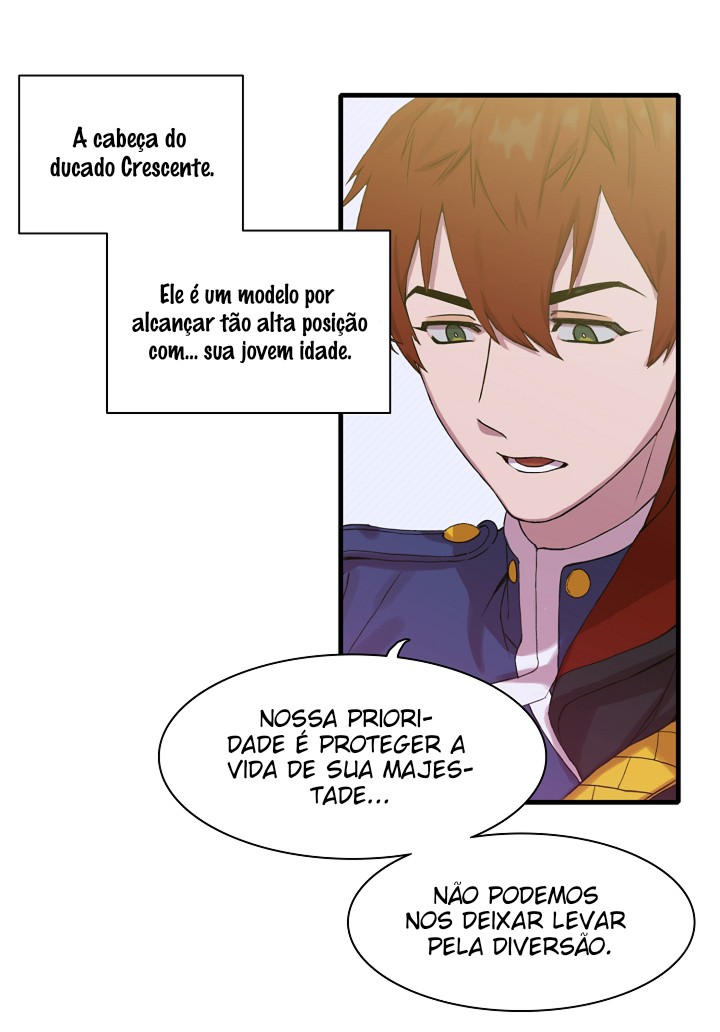 A cabeça do
ducado Crescente.
Ele é um modelo por
alcançar tão alta posição
com... sua jovem idade.
NOSSA PRIORI-
DADE É PROTEGER A
VIDA DE SUA MAJES-
TADE...
NÃO PODEMOS
NOS DEIXAR LEVAR
PELA DIVERSÃO.